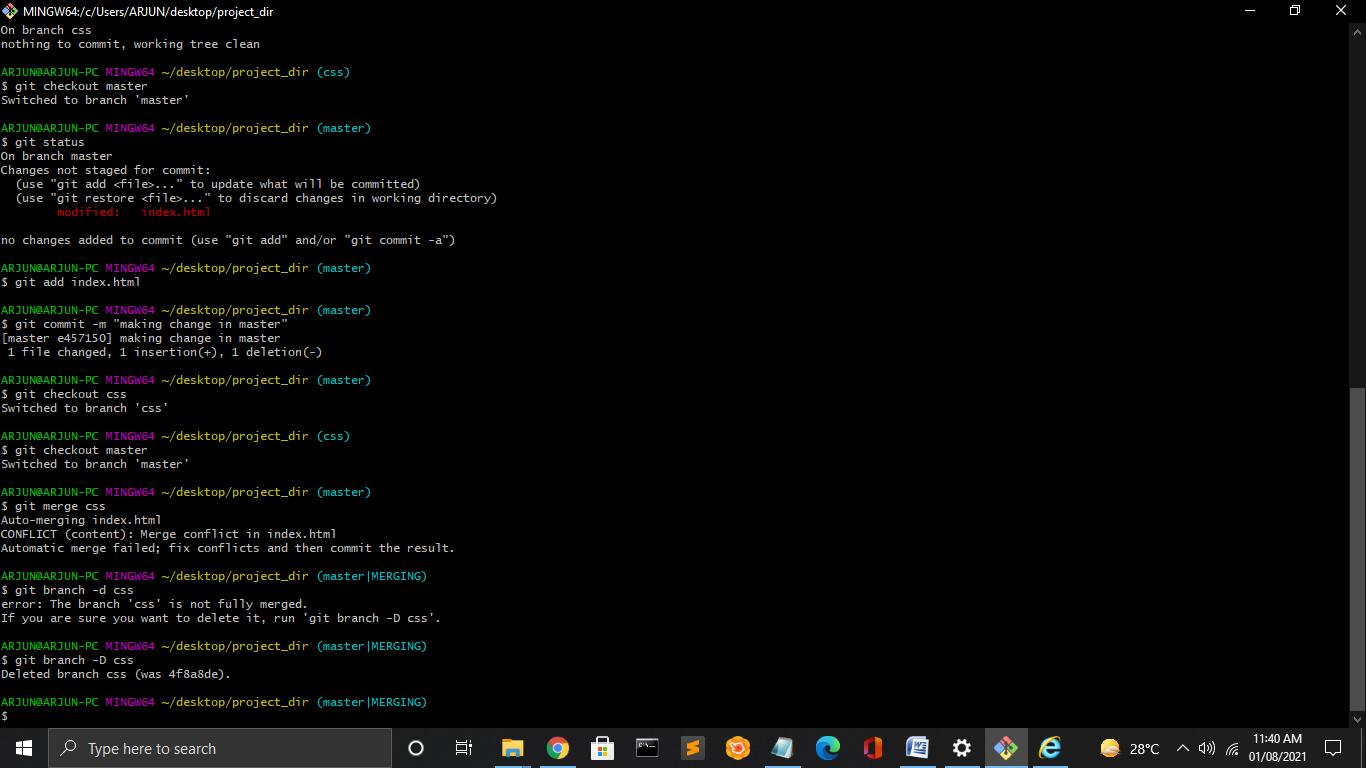 MINGW64:/c/Users/ARJUN/desktop/project_dir
On branch css
nothing to commit, working tree clean
ARJUN@ARJUN-PC MINGW64 ~/desktop/project_dir (css)
$ git checkout master
Switched to branch 'master'
ARJUN@ARJUN-PC MINGW64 ~/desktop/project_dir (master)
$ git status
On branch master
Changes not staged for commit:
  (use "git add <file>..." to update what will be committed)
  (use "git restore <file>..." to discard changes in working directory)
        modified:   index.html
no changes added to commit (use "git add" and/or "git commit -a")
ARJUN@ARJUN-PC MINGW64 ~/desktop/project_dir (master)
$ git add index.html
ARJUN@ARJUN-PC MINGW64 ~/desktop/project_dir (master)
$ git commit -m "making change in master"
[master e457150] making change in master
 1 file changed, 1 insertion(+), 1 deletion(-)
ARJUN@ARJUN-PC MINGW64 ~/desktop/project_dir (master)
$ git checkout css
Switched to branch 'css'
ARJUN@ARJUN-PC MINGW64 ~/desktop/project_dir (css)
$ git checkout master
Switched to branch 'master'
ARJUN@ARJUN-PC MINGW64 ~/desktop/project_dir (master)
$ git merge css
Auto-merging index.html
CONFLICT (content): Merge conflict in index.html
Automatic merge failed; fix conflicts and then commit the result.
ARJUN@ARJUN-PC MINGW64 ~/desktop/project_dir (master|MERGING)
$ git branch -d css
error: The branch 'css' is not fully merged.
If you are sure you want to delete it, run 'git branch -D css'.
ARJUN@ARJUN-PC MINGW64 ~/desktop/project_dir (master|MERGING)
$ git branch -D css
Deleted branch css (was 4f8a8de).
ARJUN@ARJUN-PC MINGW64 ~/desktop/project_dir (master|MERGING)
$
Type here to search
28°C
11:40 AM
01/08/2021